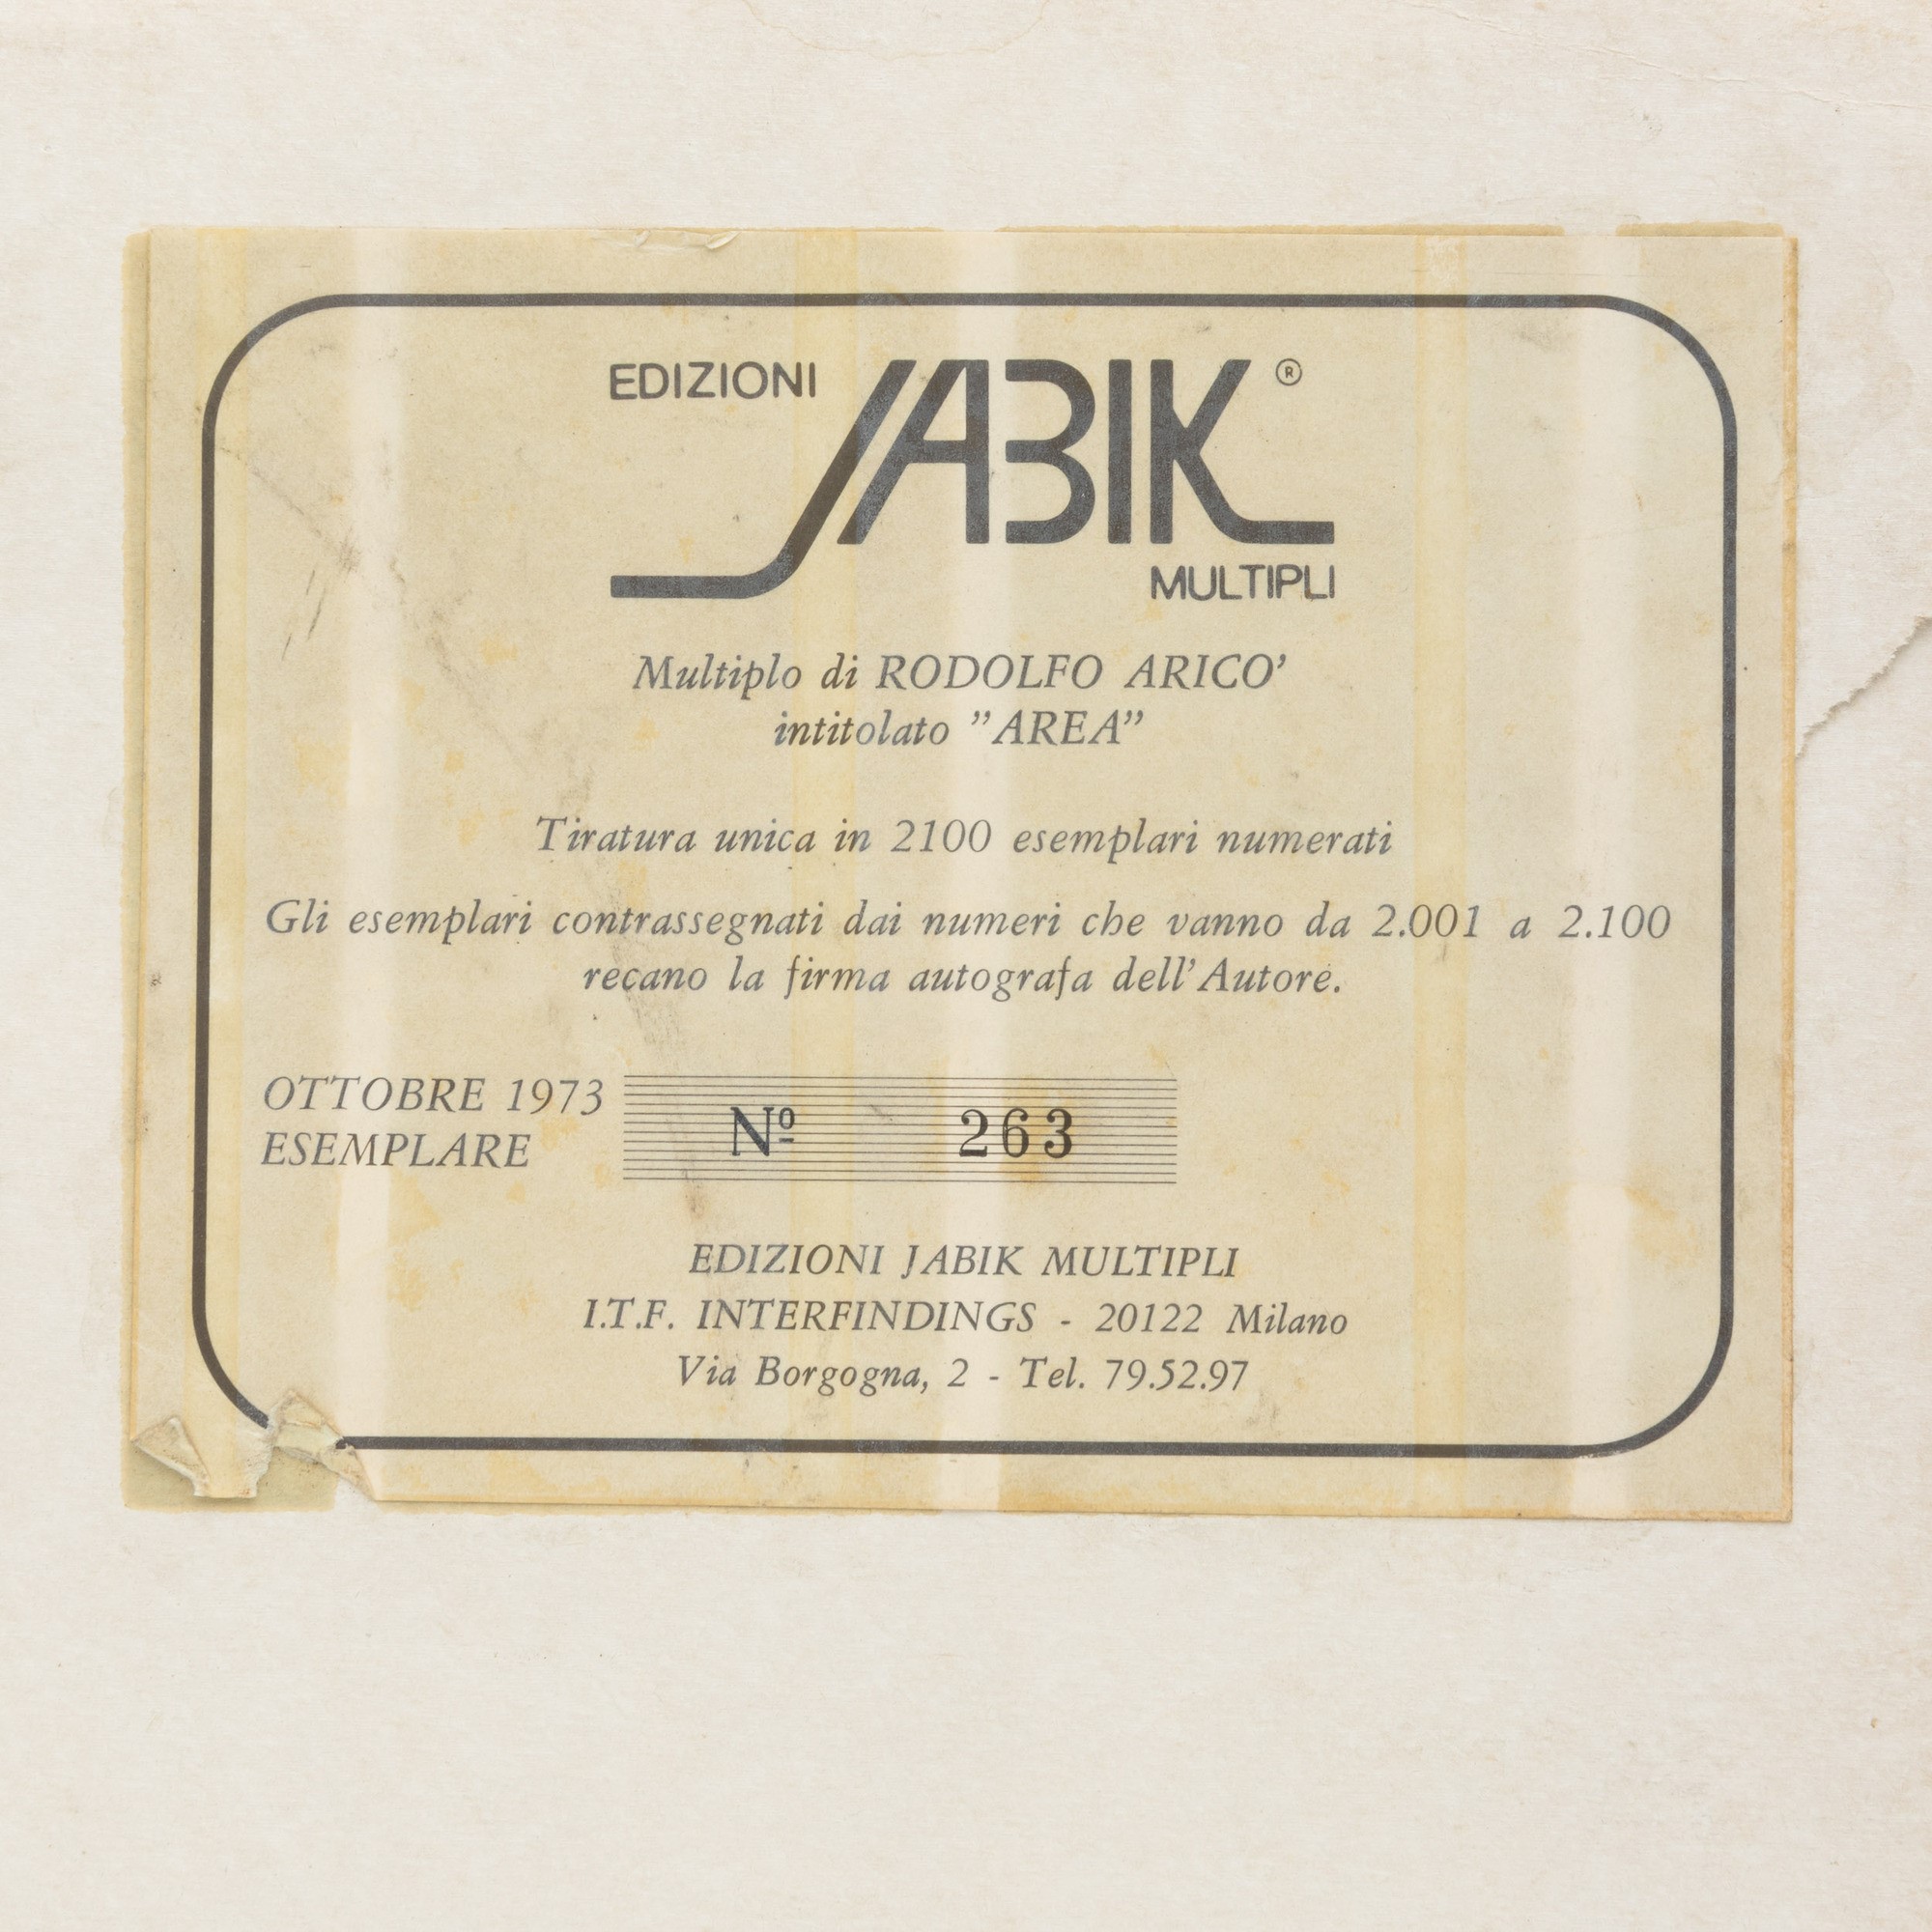 EDIZIONI
JABIK ®
MULTIPLI
Multiplo di RODOLFO ARICO'
intitolato "AREA"
Tiratura unica in 2100 esemplari numerati
Gli esemplari contrassegnati dai numeri che vanno da 2.001 a 2.100
recano la firma autografa dell'Autore.
OTTOBRE 1973
ESEMPLARE
Nº 263
EDIZIONI JABIK MULTIPLI
I.T.F. INTERFINDINGS - 20122 Milano
Via Borgogna, 2 - Tel. 79.52.97